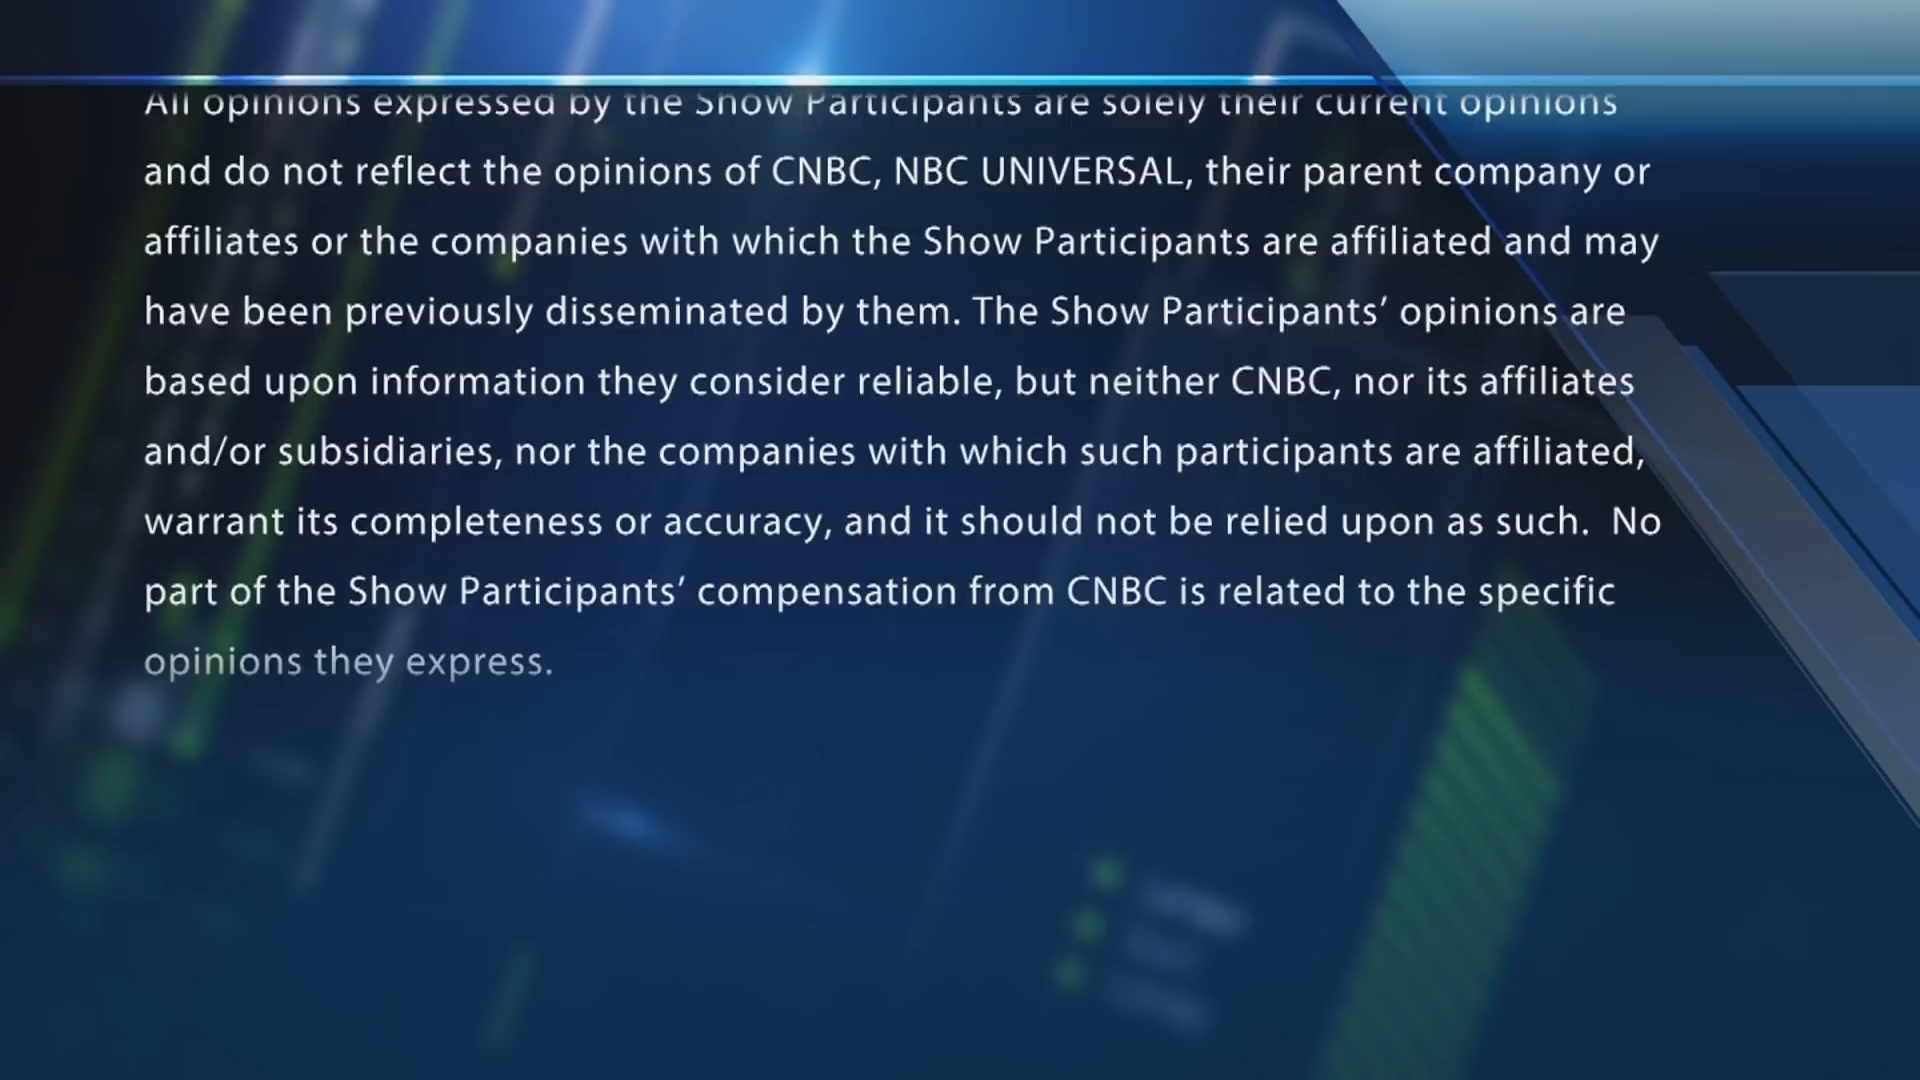 All opinions expressed by the Show Participants are solely their current opinions
and do not reflect the opinions of CNBC, NBC UNIVERSAL, their parent company or
affiliates or the companies with which the Show Participants are affiliated and may
have been previously disseminated by them. The Show Participants’ opinions are
based upon information they consider reliable, but neither CNBC, nor its affiliates
and/or subsidiaries, nor the companies with which such participants are affiliated,
warrant its completeness or accuracy, and it should not be relied upon as such.  No
part of the Show Participants’ compensation from CNBC is related to the specific
opinions they express.